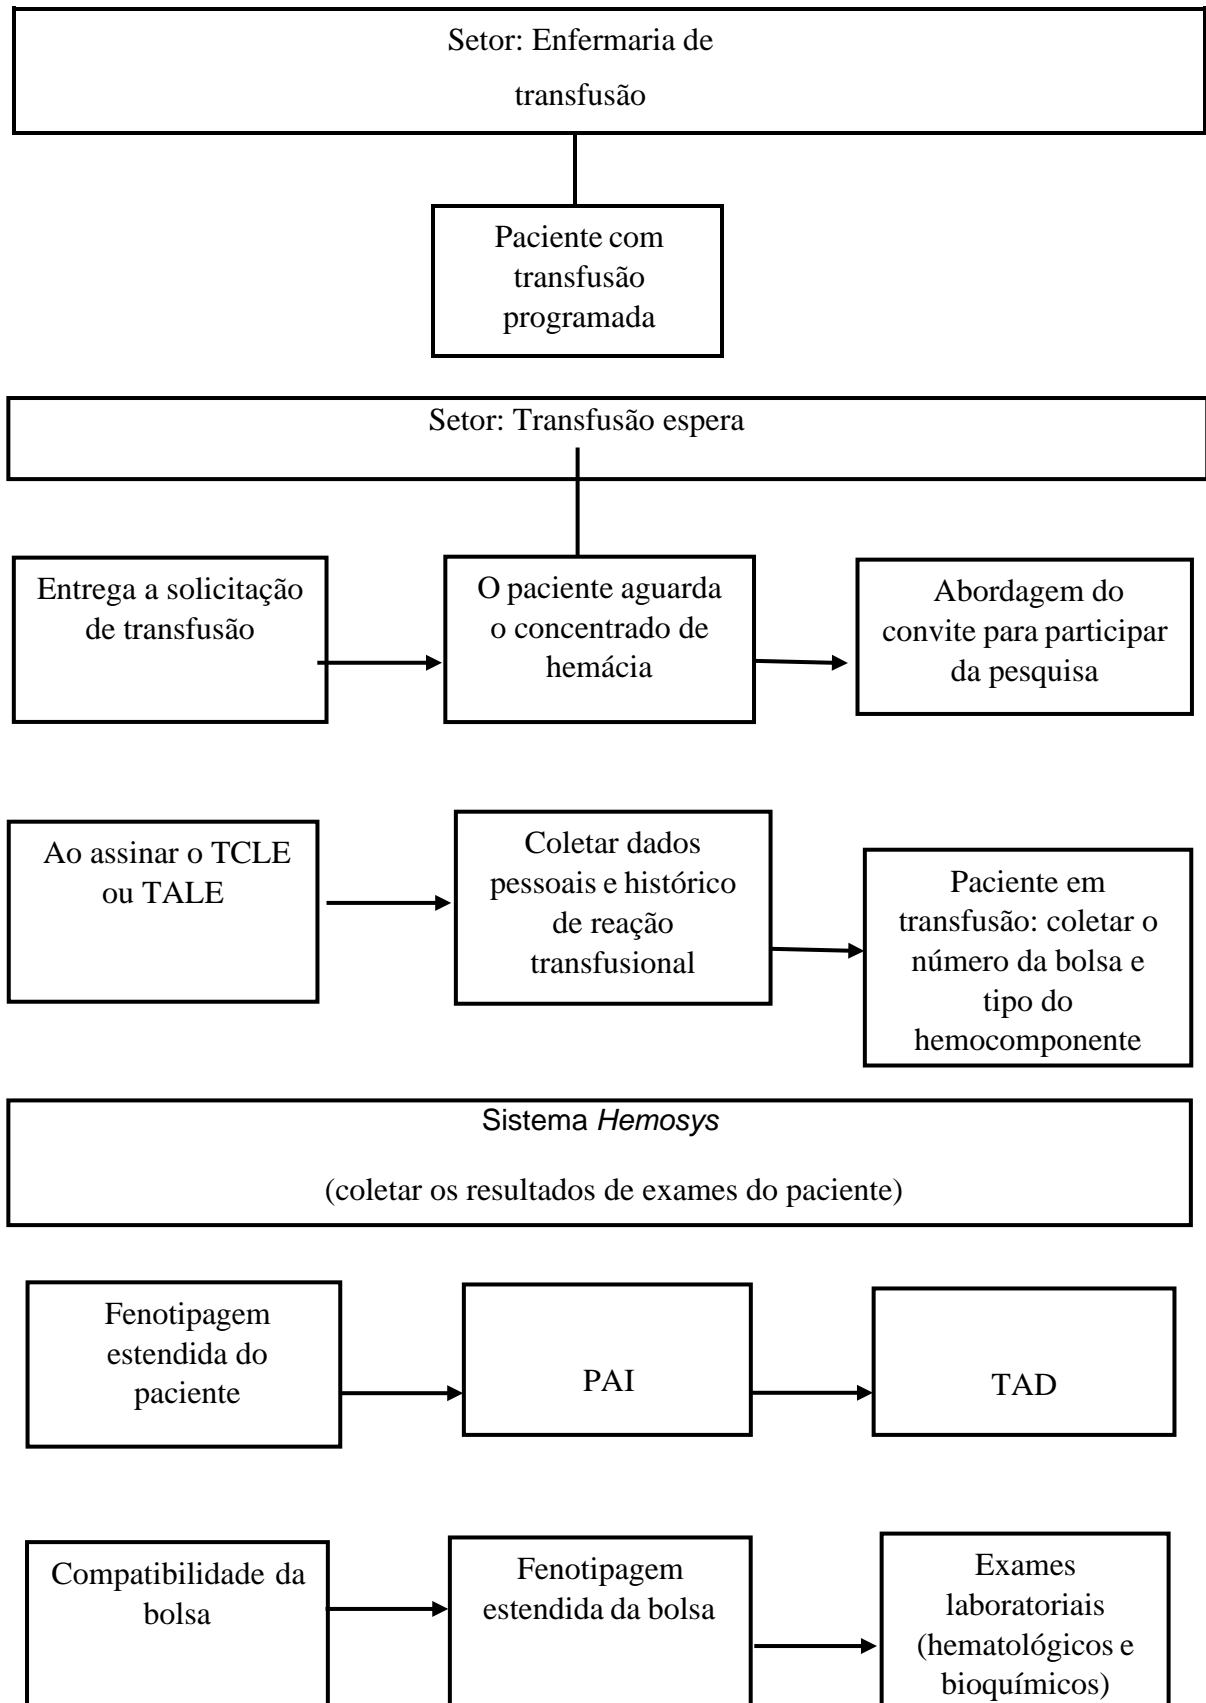 Setor: Enfermaria de
transfusão
Paciente com
transfusão
programada
Setor: Transfusão espera
Entrega a solicitação
de transfusão
O paciente aguarda
o concentrado de
hemácia
Abordagem do
convite para participar
da pesquisa
Ao assinar o TCLE
ou TALE
Coletar dados
pessoais e histórico
de reação
transfusional
Paciente em
transfusão: coletar o
número da bolsa e
tipo do
hemocomponente
Sistema Hemosys
(coletar os resultados de exames do paciente)
Fenotipagem
estendida do
paciente
PAI
TAD
Compatibilidade da
bolsa
Fenotipagem
estendida da bolsa
Exames
laboratoriais
(hematológicos e
bioquímicos)